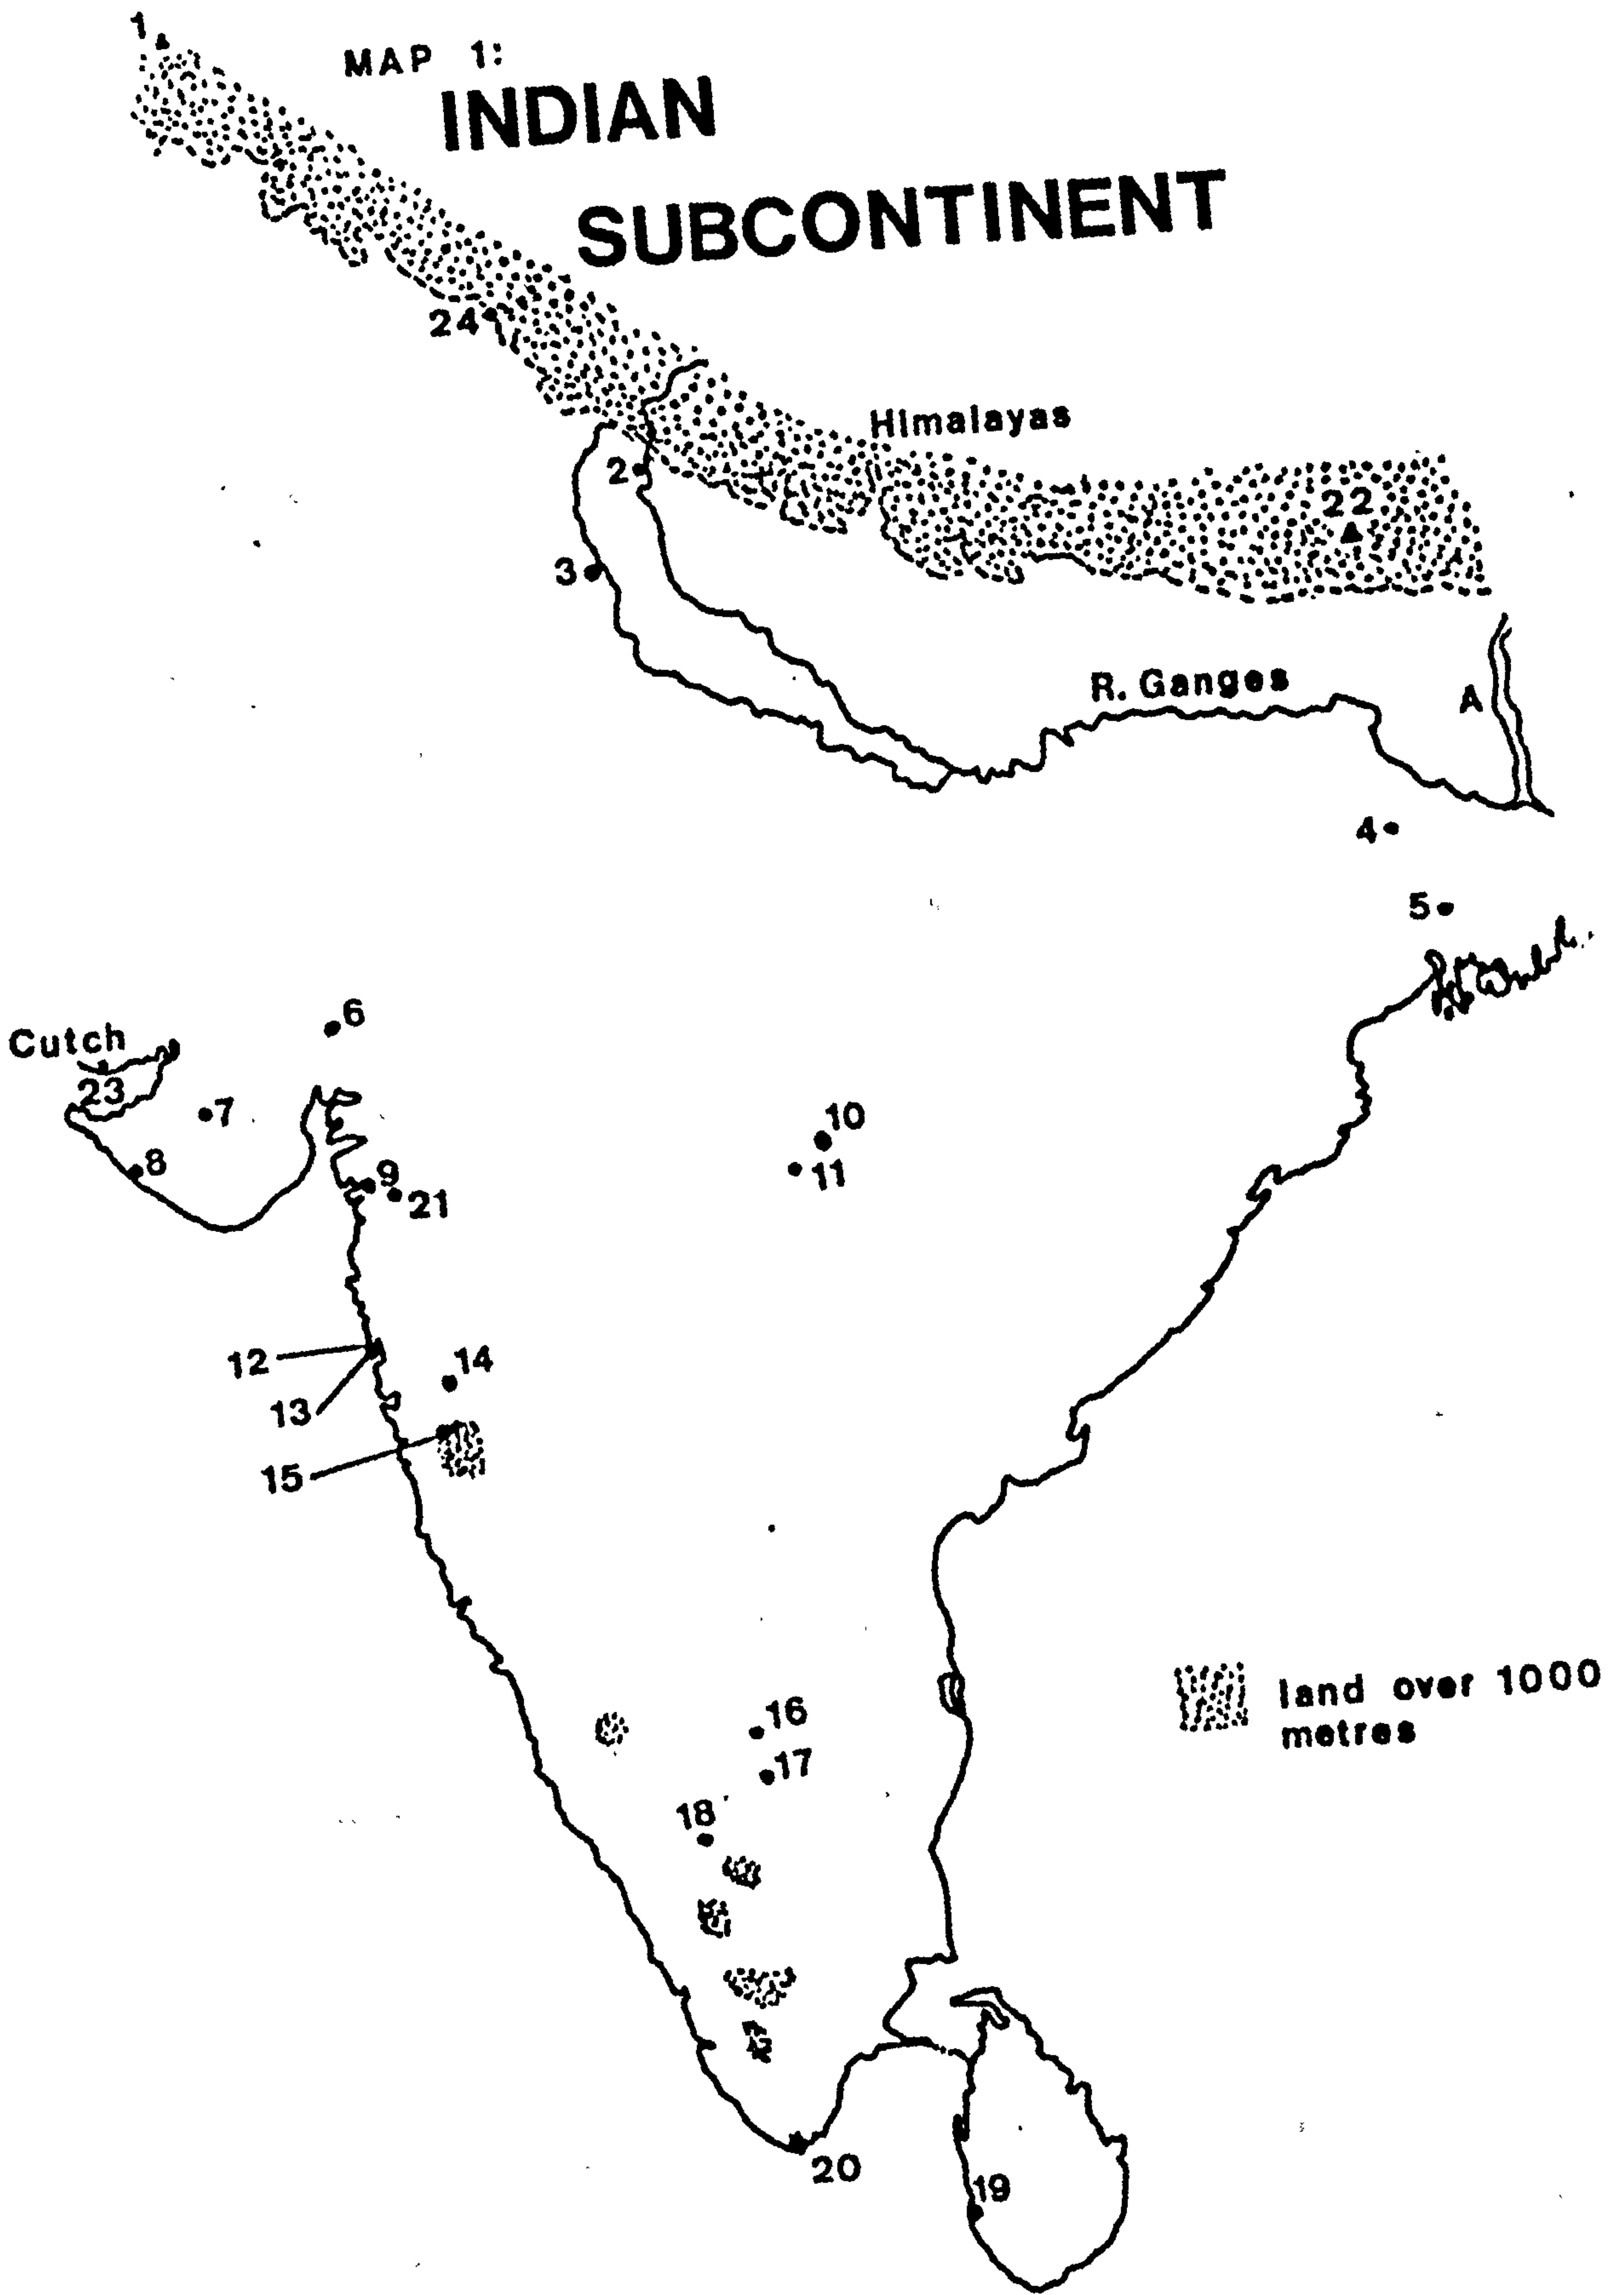 1
MAP 1:
INDIAN
SUBCONTINENT
24
Himalayas
2
22
3
R. Ganges
A
4
5
6
Cutch
23
7
10
8
9
11
21
12
14
13
15
16
land over 1000
metres
17
18
20
19